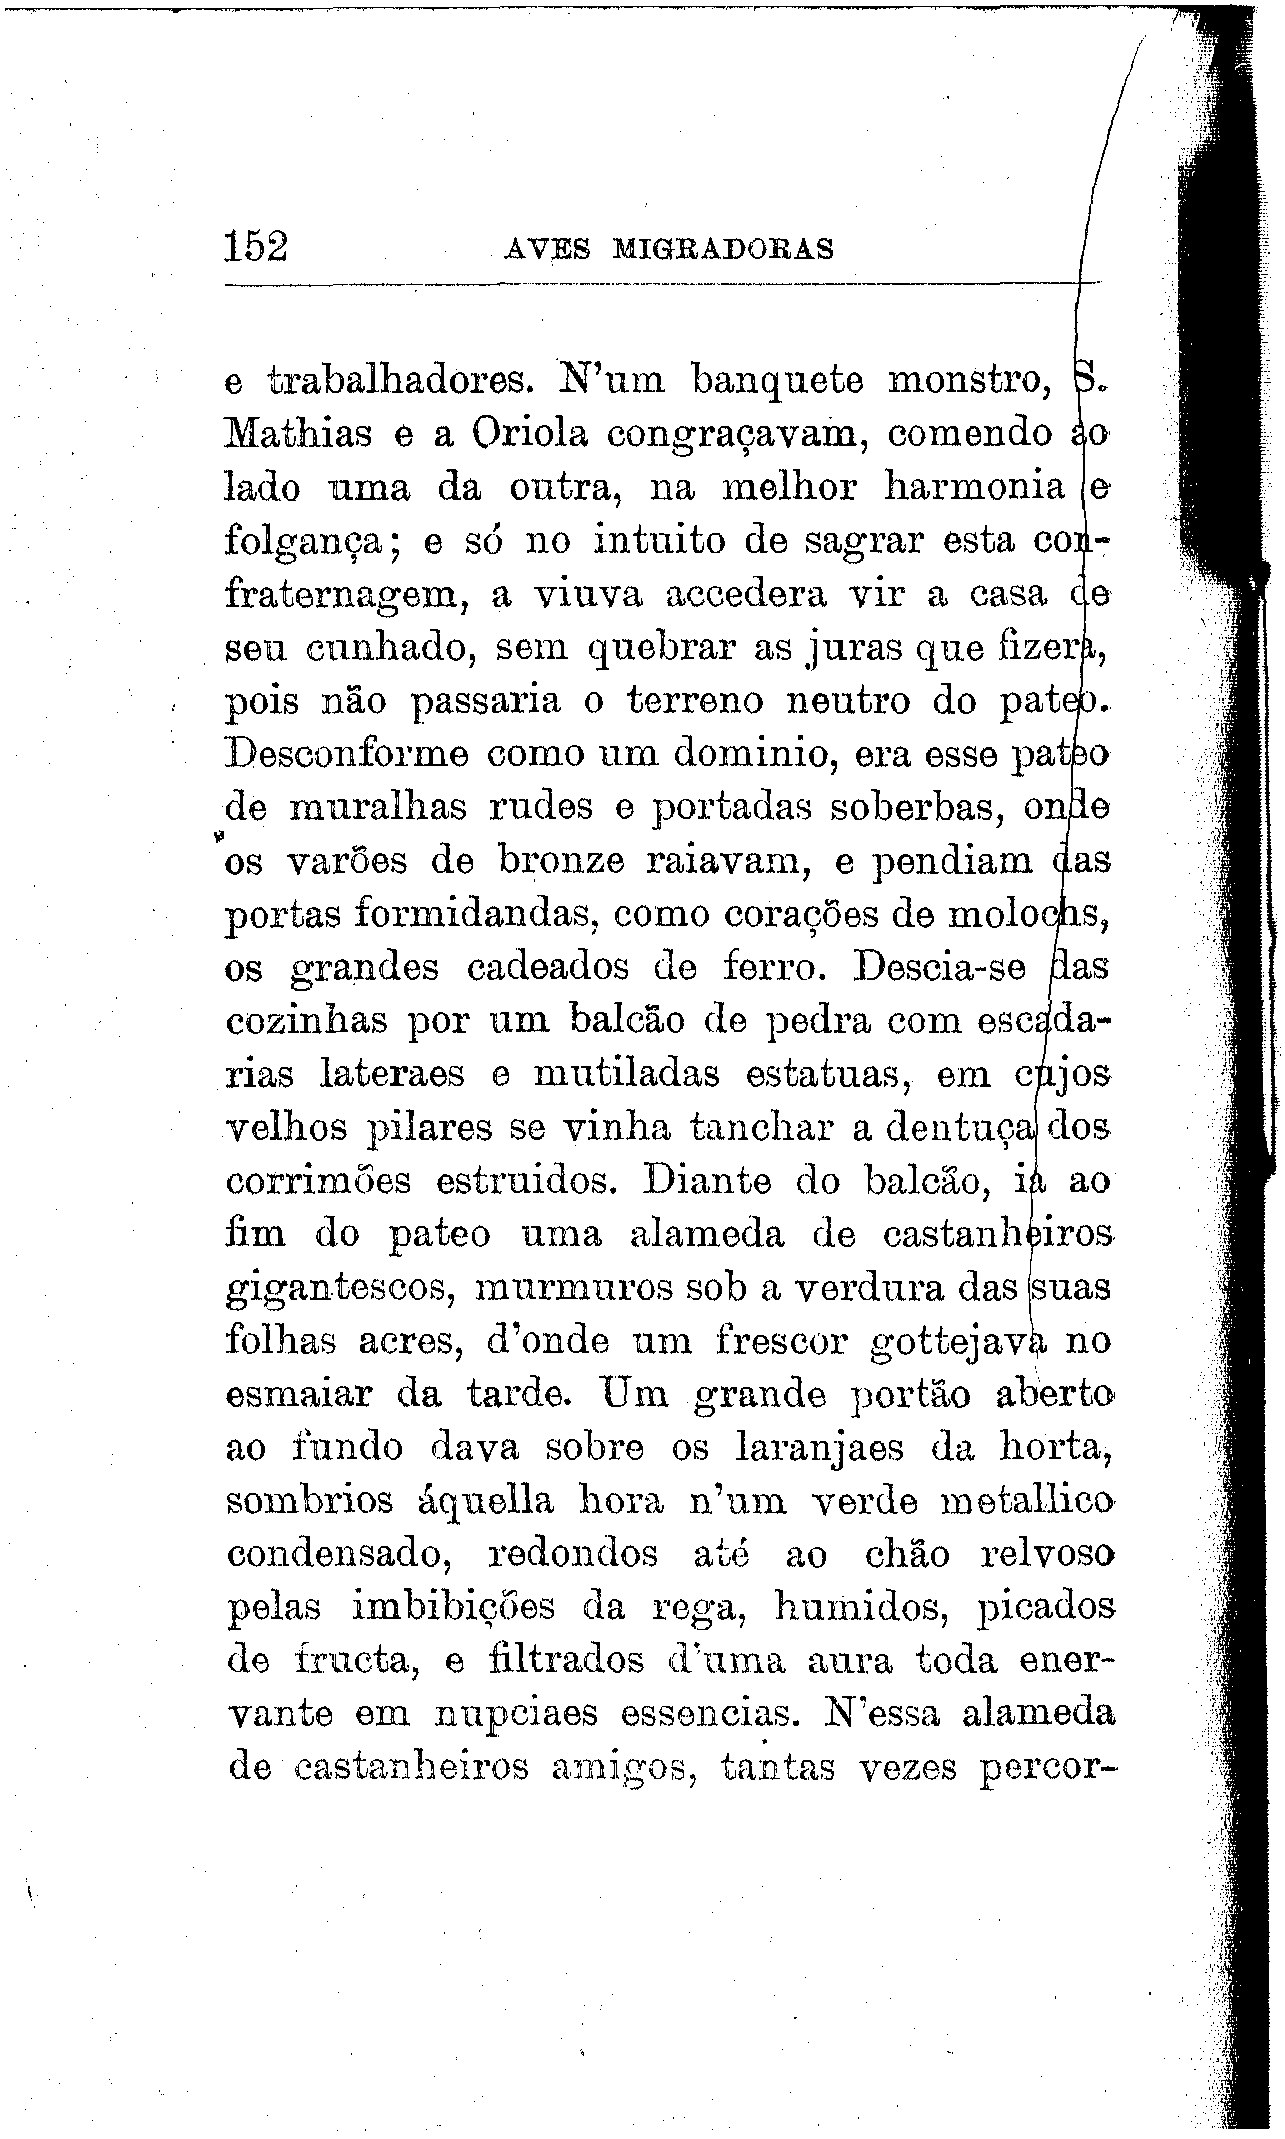 152 AVES MIGRADORAS
e trabalhadores. N'um banquete monstro, S.
Mathias e a Oriola congraçavam, comendo ao
lado uma da outra, na melhor harmonia e
folgança; e só no intuito de sagrar esta con-
fraternagem, a viuva accedera vir a casa de
seu cunhado, sem quebrar as juras que fizera,
pois não passaria o terreno neutro do pateo.
Desconforme como um dominio, era esse pateo
de muralhas rudes e portadas soberbas, onde
os varões de bronze raiavam, e pendiam das
portas formidandas, como corações de molochs,
os grandes cadeados de ferro. Descia-se das
cozinhas por um balcão de pedra com escada-
rias lateraes e mutiladas estatuas, em cujos
velhos pilares se vinha tanchar a dentuça dos
corrimões estruidos. Diante do balcão, ia ao
fim do pateo uma alameda de castanheiros
gigantescos, murmuros sob a verdura das suas
folhas acres, d'onde um frescor gottejava no
esmaiar da tarde. Um grande portão aberto
ao fundo dava sobre os laranjaes da horta,
sombrios áquella hora n'um verde metallico
condensado, redondos até ao chão relvoso
pelas imbibições da rega, humidos, picados
de fructa, e filtrados d'uma aura toda ener-
vante em nupciaes essencias. N'essa alameda
de castanheiros amigos, tantas vezes percor-